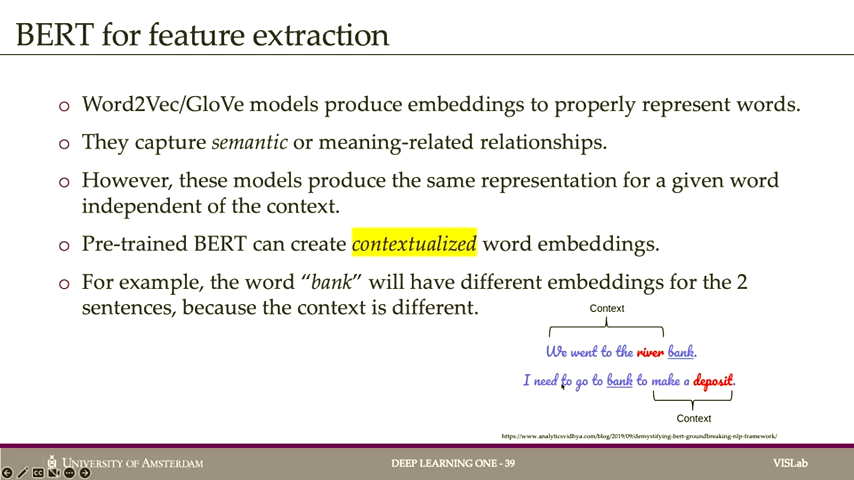 BERT for feature extraction
Word2Vec/GloVe models produce embeddings to properly represent words.
They capture semantic or meaning-related relationships.
However, these models produce the same representation for a given word
independent of the context.
Pre-trained BERT can create contextualized word embeddings.
For example, the word “bank” will have different embeddings for the 2
sentences, because the context is different.
Context
We went to the river bank.
I need to go to bank to make a deposit.
Context
https://www.analyticsvidhya.com/blog/2019/09/demystifying-bert-groundbreaking-nlp-framework/
UNIVERSITY OF AMSTERDAM
DEEP LEARNING ONE - 39
VISLab